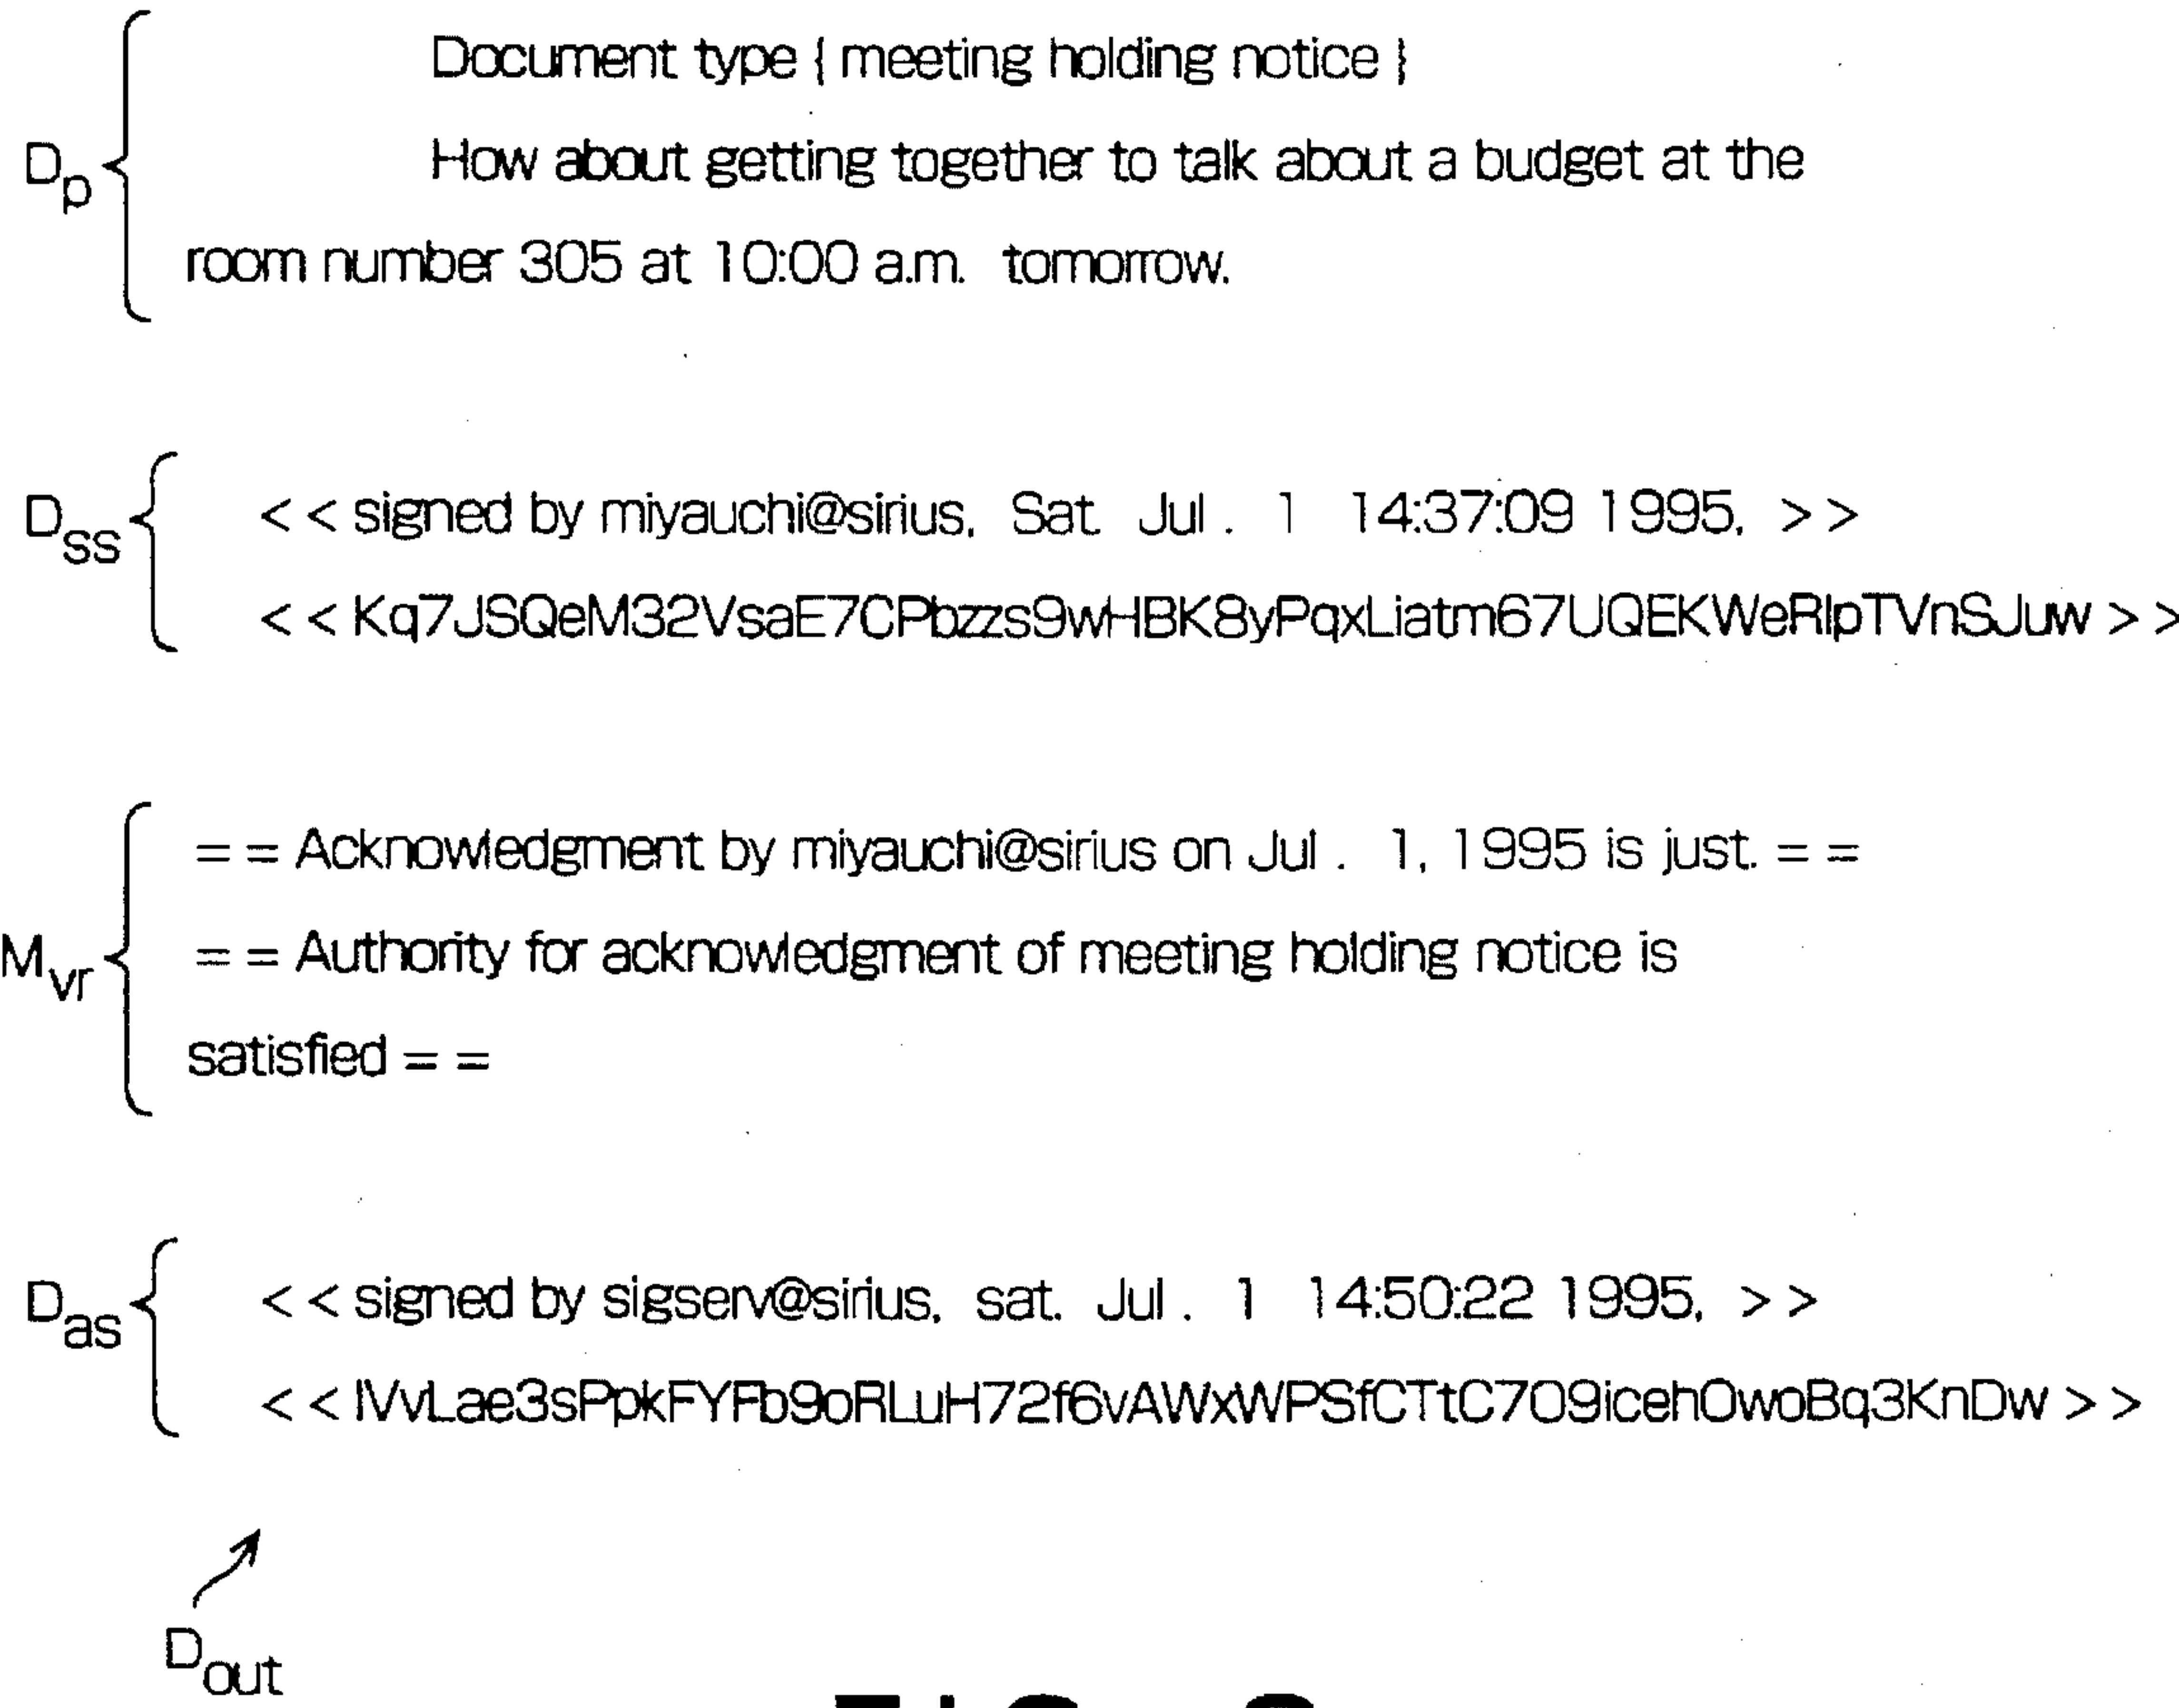 Document type { meeting holding notice }
Dp
How about getting together to talk about a budget at the
room number 305 at 10:00 a.m. tomorrow.
Dss
<< signed by miyauchi@sirius, Sat. Jul. 1 14:37:09 1995, >>
<< Kq7JSQeM32VsaE7CPbzzs9wHBK8yPqxLiatm67UQEKWeRlpTVnSJuw >>
== Acknowledgment by miyauchi@sirius on Jul. 1, 1995 is just. ==
Mvr
== Authority for acknowledgment of meeting holding notice is
satisfied ==
Das
<< signed by sigserv@sirius, sat. Jul. 1 14:50:22 1995, >>
<< lVvLae3sPpkFYFb9oRLuH72f6vAWxWPSfCTtC7O9icehOwoBq3KnDw >>
Dout